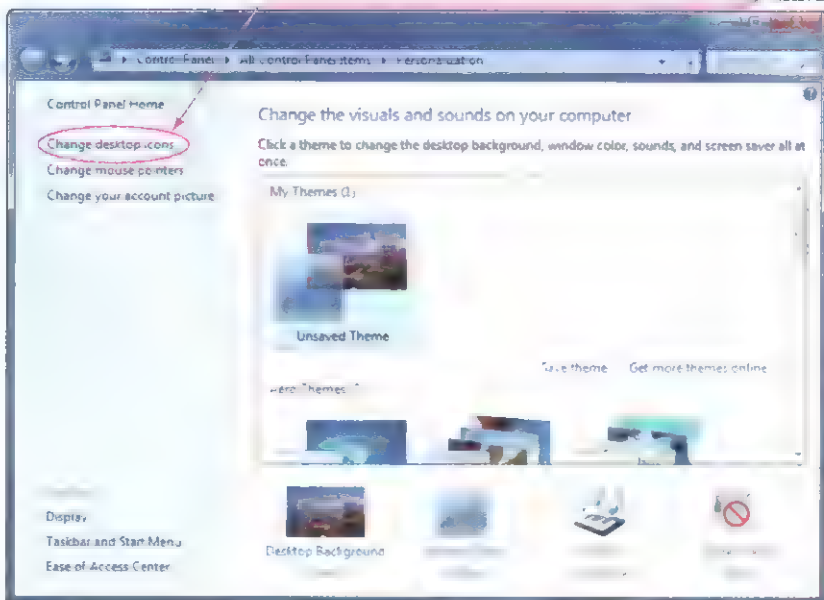 Control Panel ▸ All Control Panel Items ▸ Personalization
Control Panel Home
Change desktop icons
Change mouse pointers
Change your account picture
Change the visuals and sounds on your computer
Click a theme to change the desktop background, window color, sounds, and screen saver all at
once.
My Themes (1)
Unsaved Theme
Save theme Get more themes online
Aero Themes
Display
Taskbar and Start Menu
Ease of Access Center
Desktop Background